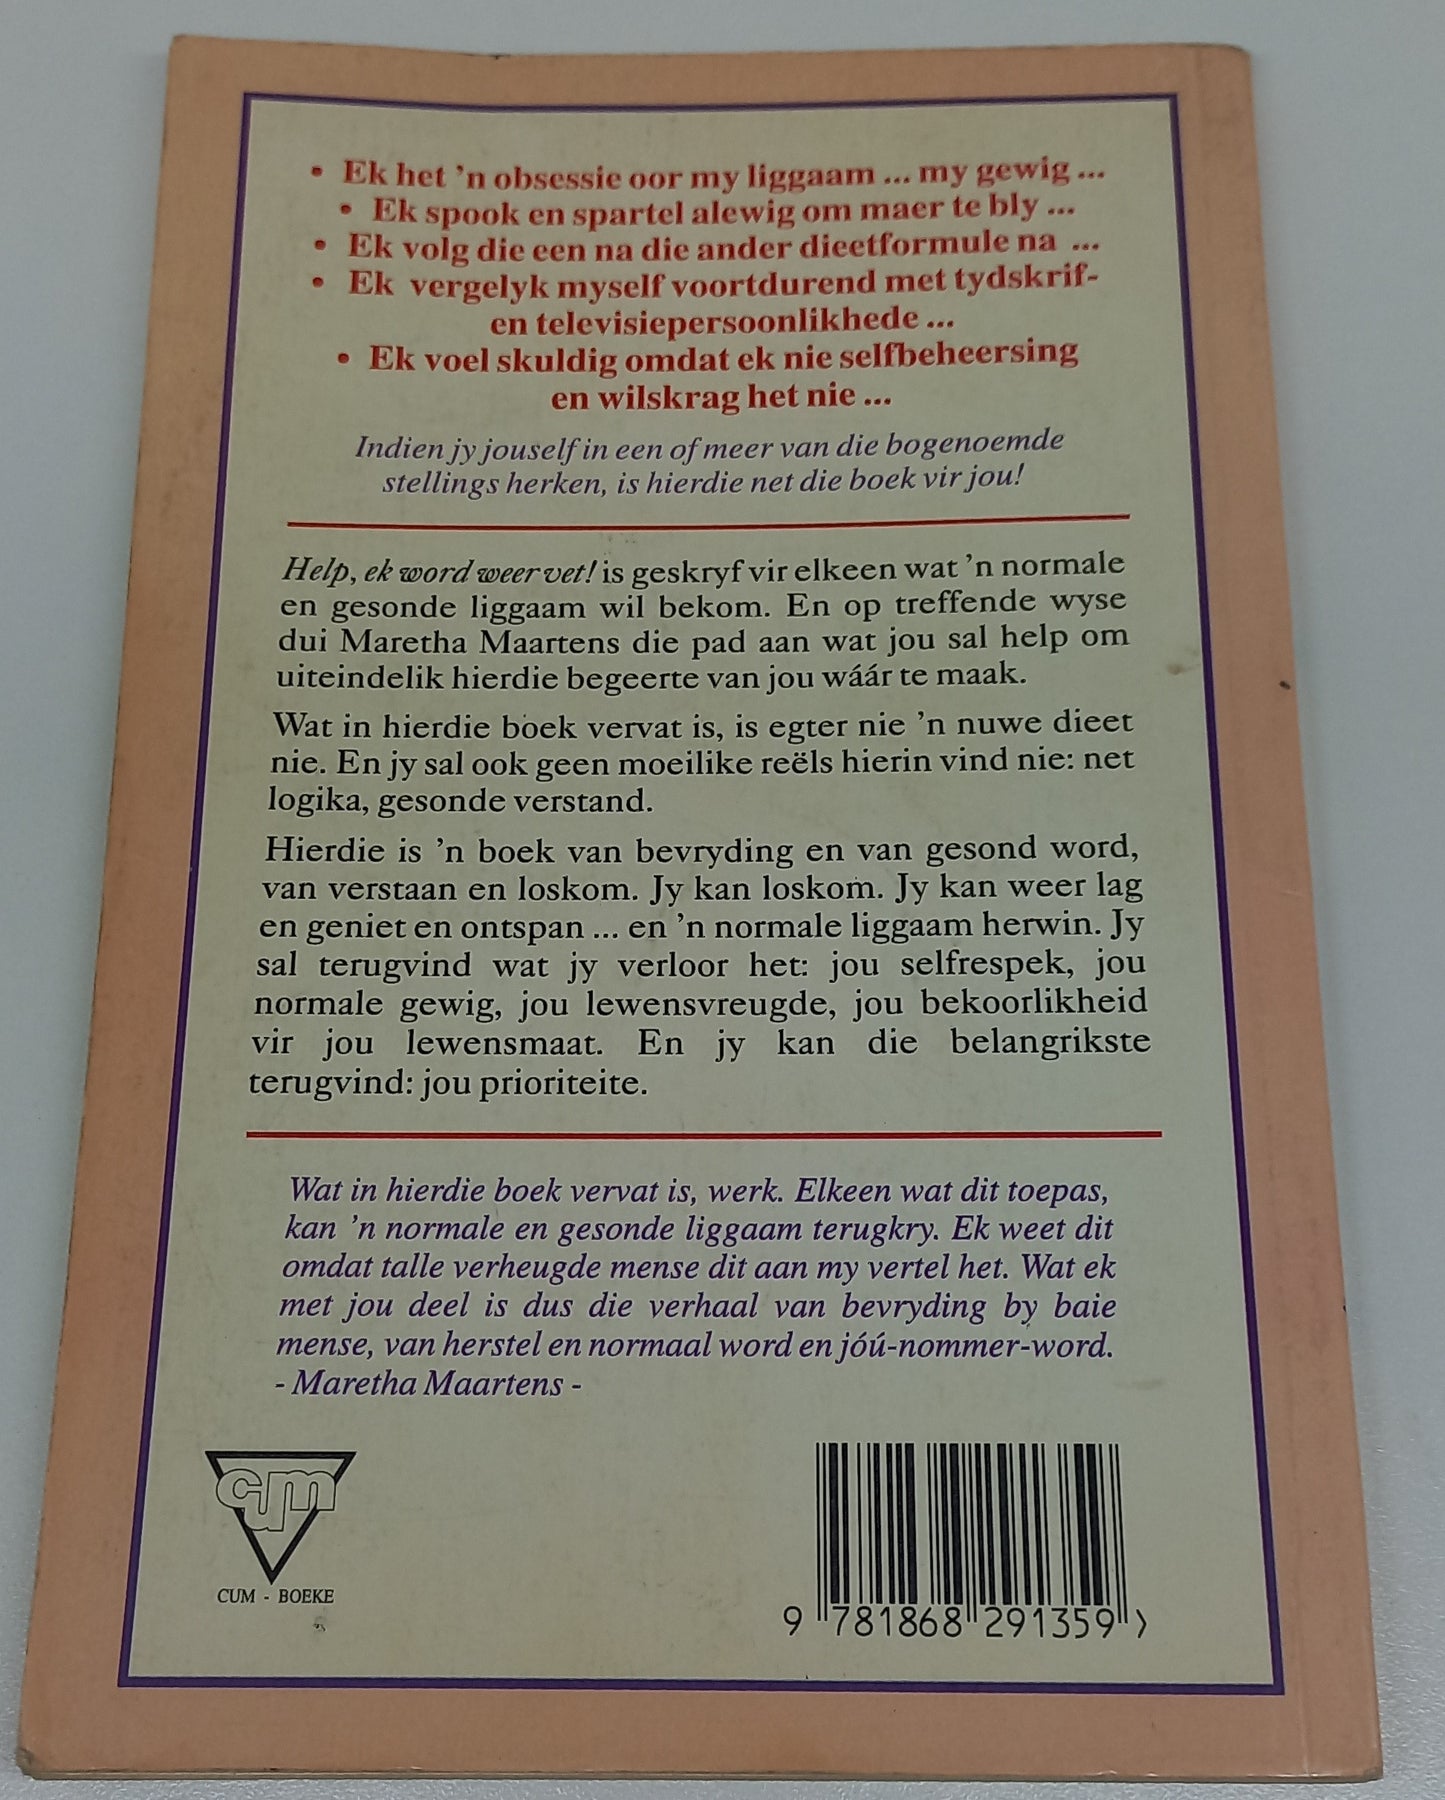 • Ek het ’n obsessie oor my liggaam ... my gewig ...
• Ek spook en spartel alewig om maer te bly ...
• Ek volg die een na die ander dieetformule na ...
• Ek vergelyk myself voortdurend met tydskrif-
en televisiepersoonlikhede ...
• Ek voel skuldig omdat ek nie selfbeheersing
en wilskrag het nie ...
Indien jy jouself in een of meer van die bogenoemde
stellings herken, is hierdie net die boek vir jou!
Help, ek word weer vet! is geskryf vir elkeen wat ’n normale
en gesonde liggaam wil bekom. En op treffende wyse
dui Maretha Maartens die pad aan wat jou sal help om
uiteindelik hierdie begeerte van jou wáár te maak.
Wat in hierdie boek vervat is, is egter nie ’n nuwe dieet
nie. En jy sal ook geen moeilike reëls hierin vind nie: net
logika, gesonde verstand.
Hierdie is ’n boek van bevryding en van gesond word,
van verstaan en loskom. Jy kan loskom. Jy kan weer lag
en geniet en ontspan ... en ’n normale liggaam herwin. Jy
sal terugvind wat jy verloor het: jou selfrespek, jou
normale gewig, jou lewensvreugde, jou bekoorlikheid
vir jou lewensmaat. En jy kan die belangrikste
terugvind: jou prioriteite.
Wat in hierdie boek vervat is, werk. Elkeen wat dit toepas,
kan ’n normale en gesonde liggaam terugkry. Ek weet dit
omdat talle verheugde mense dit aan my vertel het. Wat ek
met jou deel is dus die verhaal van bevryding by baie
mense, van herstel en normaal word en jóú-nommer-word.
- Maretha Maartens -
cum
CUM - BOEKE
9 781868 291359 >